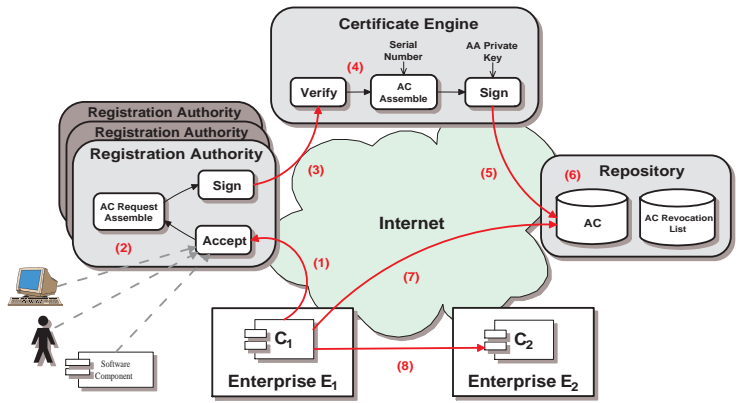 Certificate Engine
Serial
Number
AA Private
Key
(4)
Verify
AC
Assemble
Sign
Registration Authority
Registration Authority
Registration Authority
(3)
Sign
AC Request
Assemble
(2)
Accept
(5)
Repository
(6)
AC
AC Revocation
List
Internet
(1)
(7)
C1
Enterprise E1
(8)
C2
Enterprise E2
Software
Component